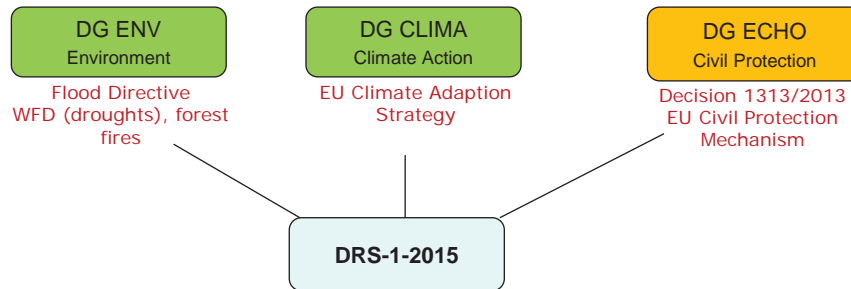 DG ENV
Environment
Flood Directive
WFD (droughts), forest
fires
DG CLIMA
Climate Action
EU Climate Adaption
Strategy
DG ECHO
Civil Protection
Decision 1313/2013
EU Civil Protection
Mechanism
DRS-1-2015